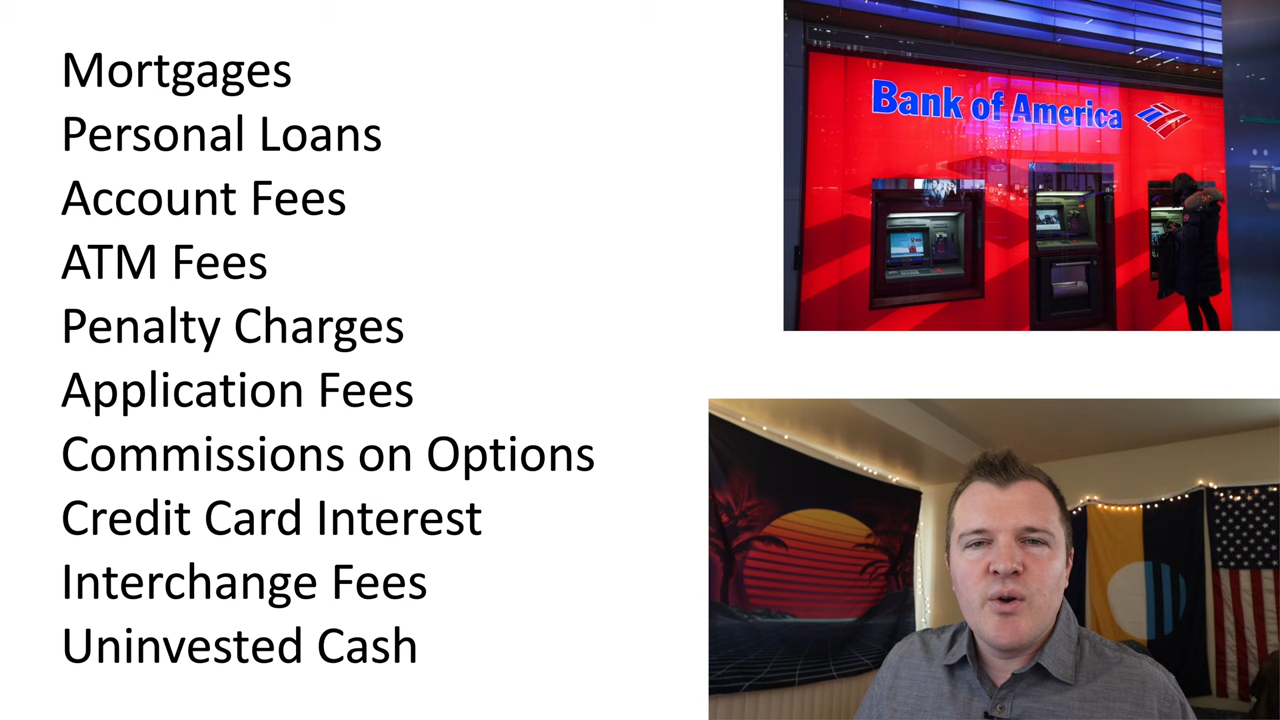 Mortgages
Personal Loans
Account Fees
ATM Fees
Penalty Charges
Application Fees
Commissions on Options
Credit Card Interest
Interchange Fees
Uninvested Cash
Bank of America